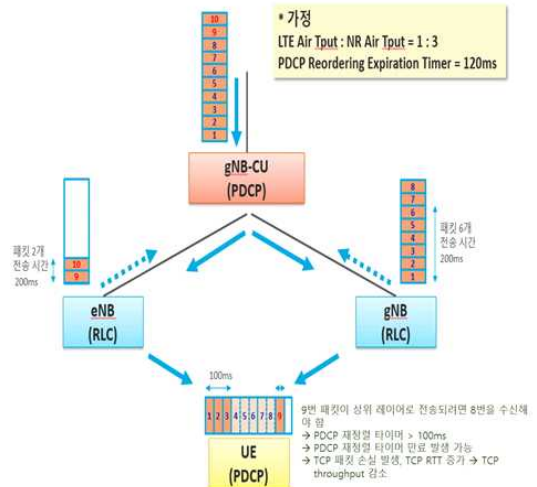 * 가정
LTE Air Tput : NR Air Tput = 1 : 3
PDCP Reordering Expiration Timer = 120ms
10
9
8
7
6
5
4
3
2
1
gNB-CU
(PDCP)
패킷 2개
전송 시간
200ms
10
9
eNB
(RLC)
8
7
6
5
4
3
2
1
패킷 6개
전송 시간
200ms
gNB
(RLC)
100ms
1 2 3 4 5 6 7 8 9
UE
(PDCP)
9번 패킷이 상위 레이어로 전송되려면 8번을 수신해
야 함
→ PDCP 재정렬 타이머 > 100ms
→ PDCP 재정렬 타이머 만료 발생 가능
→ TCP 패킷 손실 발생, TCP RTT 증가 → TCP
throughput 감소